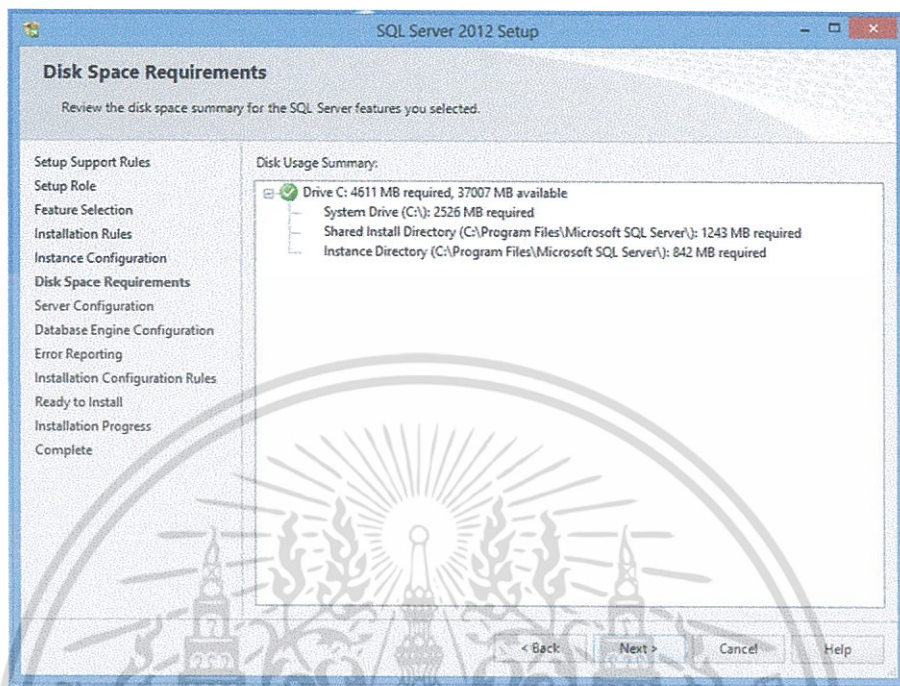 SQL Server 2012 Setup
Disk Space Requirements
Review the disk space summary for the SQL Server features you selected.
Setup Support Rules
Setup Role
Feature Selection
Installation Rules
Instance Configuration
Disk Space Requirements
Server Configuration
Database Engine Configuration
Error Reporting
Installation Configuration Rules
Ready to Install
Installation Progress
Complete
Disk Usage Summary:
Drive C: 4611 MB required, 37007 MB available
System Drive (C:\): 2526 MB required
Shared Install Directory (C:\Program Files\Microsoft SQL Server\): 1243 MB required
Instance Directory (C:\Program Files\Microsoft SQL Server\): 842 MB required
< Back Next > Cancel Help